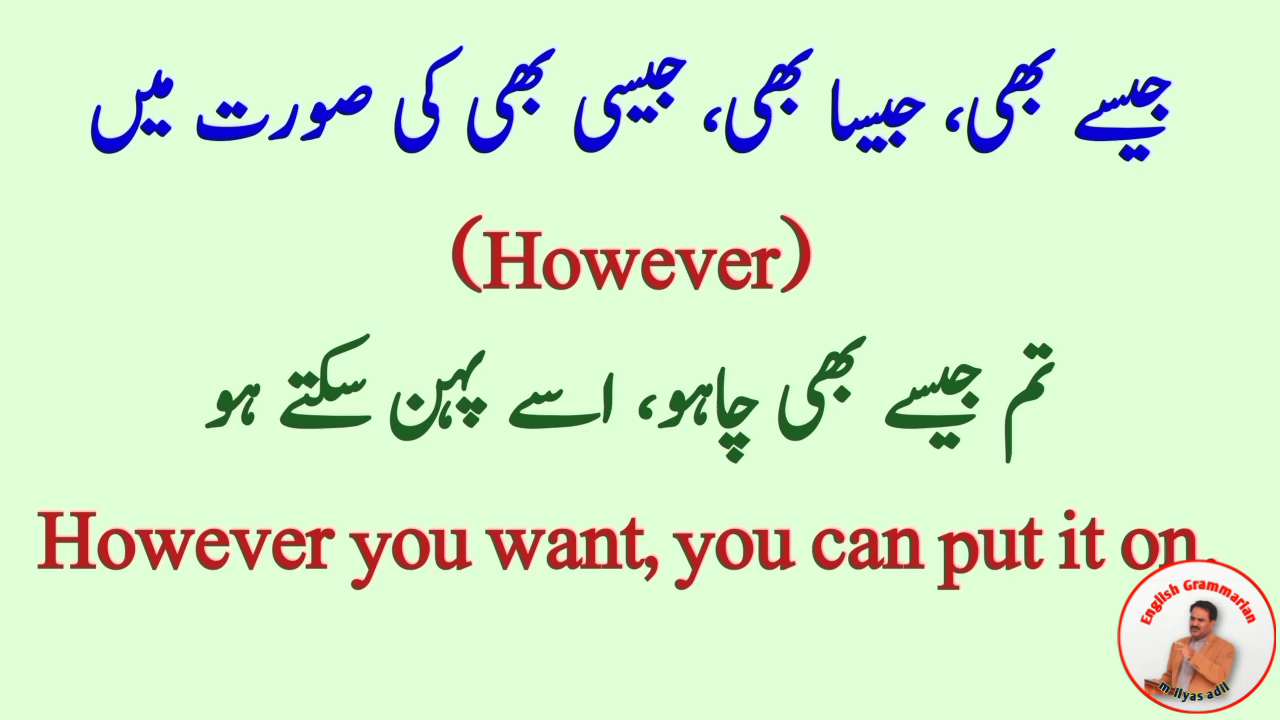 جیسے بھی، جیسا بھی، جیسی بھی کی صورت میں
(However)
تم جیسے بھی چاہو، اسے پہن سکتے ہو
However you want, you can put it on.
English Grammarian
m ilyas adil